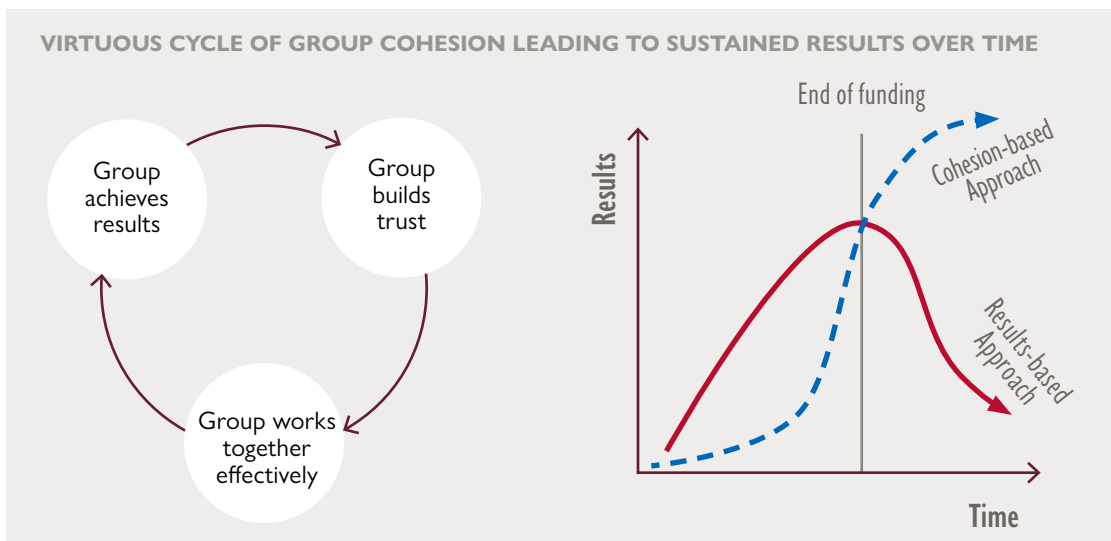 VIRTUOUS CYCLE OF GROUP COHESION LEADING TO SUSTAINED RESULTS OVER TIME
Group
achieves
results
Group
builds
trust
Group works
together
effectively
End of funding
Results
Cohesion-based
Approach
Results-based
Approach
Time